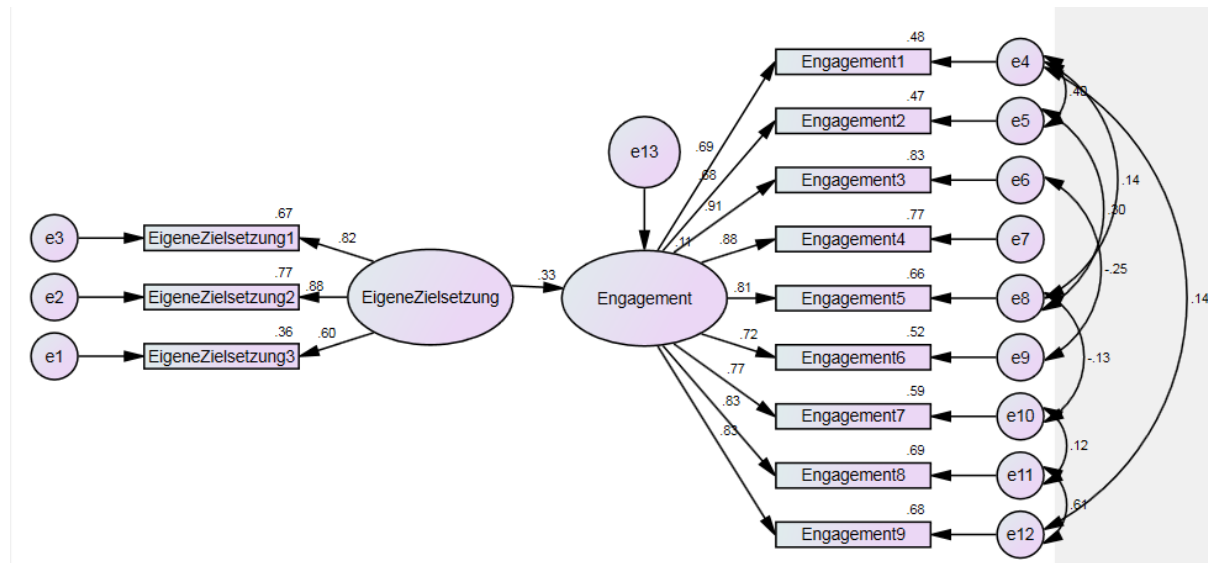 .48
Engagement1
e4
.40
.47
Engagement2
e5
.69
e13
.68
.83
Engagement3
e6
.14
.30
.91
.67
e3
EigeneZielsetzung1
.82
.11
.88
.77
Engagement4
e7
.77
e2
EigeneZielsetzung2
.88
EigeneZielsetzung
.33
Engagement
.81
.66
Engagement5
e8
-.25
.14
.36
e1
EigeneZielsetzung3
.60
.72
.52
Engagement6
e9
-.13
.77
.59
Engagement7
e10
.83
.12
.83
.69
Engagement8
e11
.61
.68
Engagement9
e12